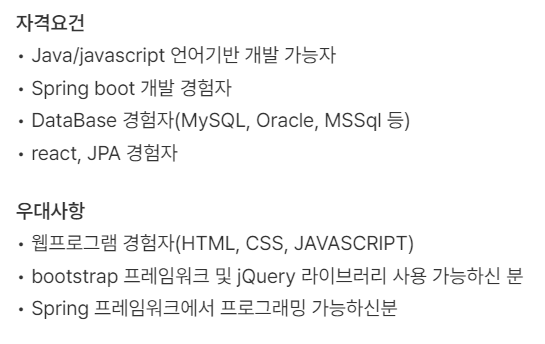 자격요건
• Java/javascript 언어기반 개발 가능자
• Spring boot 개발 경험자
• DataBase 경험자(MySQL, Oracle, MSSql 등)
• react, JPA 경험자
우대사항
• 웹프로그램 경험자(HTML, CSS, JAVASCRIPT)
• bootstrap 프레임워크 및 jQuery 라이브러리 사용 가능하신 분
• Spring 프레임워크에서 프로그래밍 가능하신분